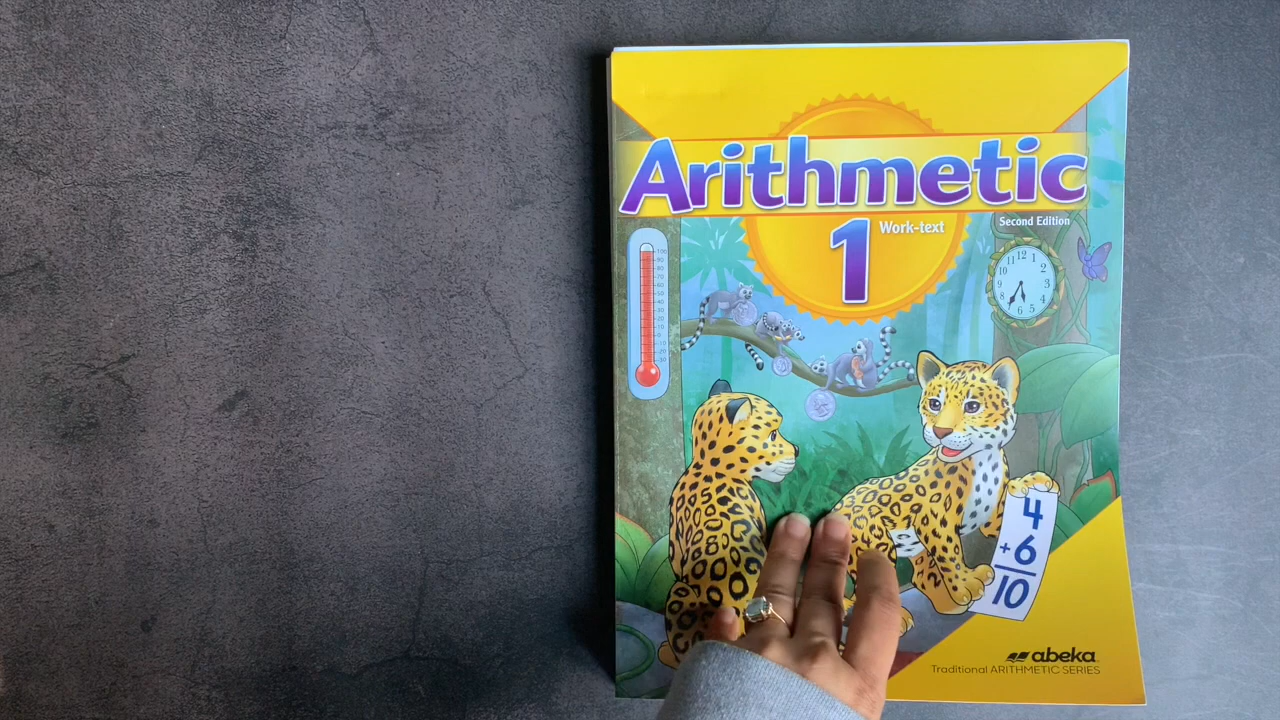 Arithmetic
1 Work-text
Second Edition
4
+6
10
abeka
Traditional ARITHMETIC SERIES